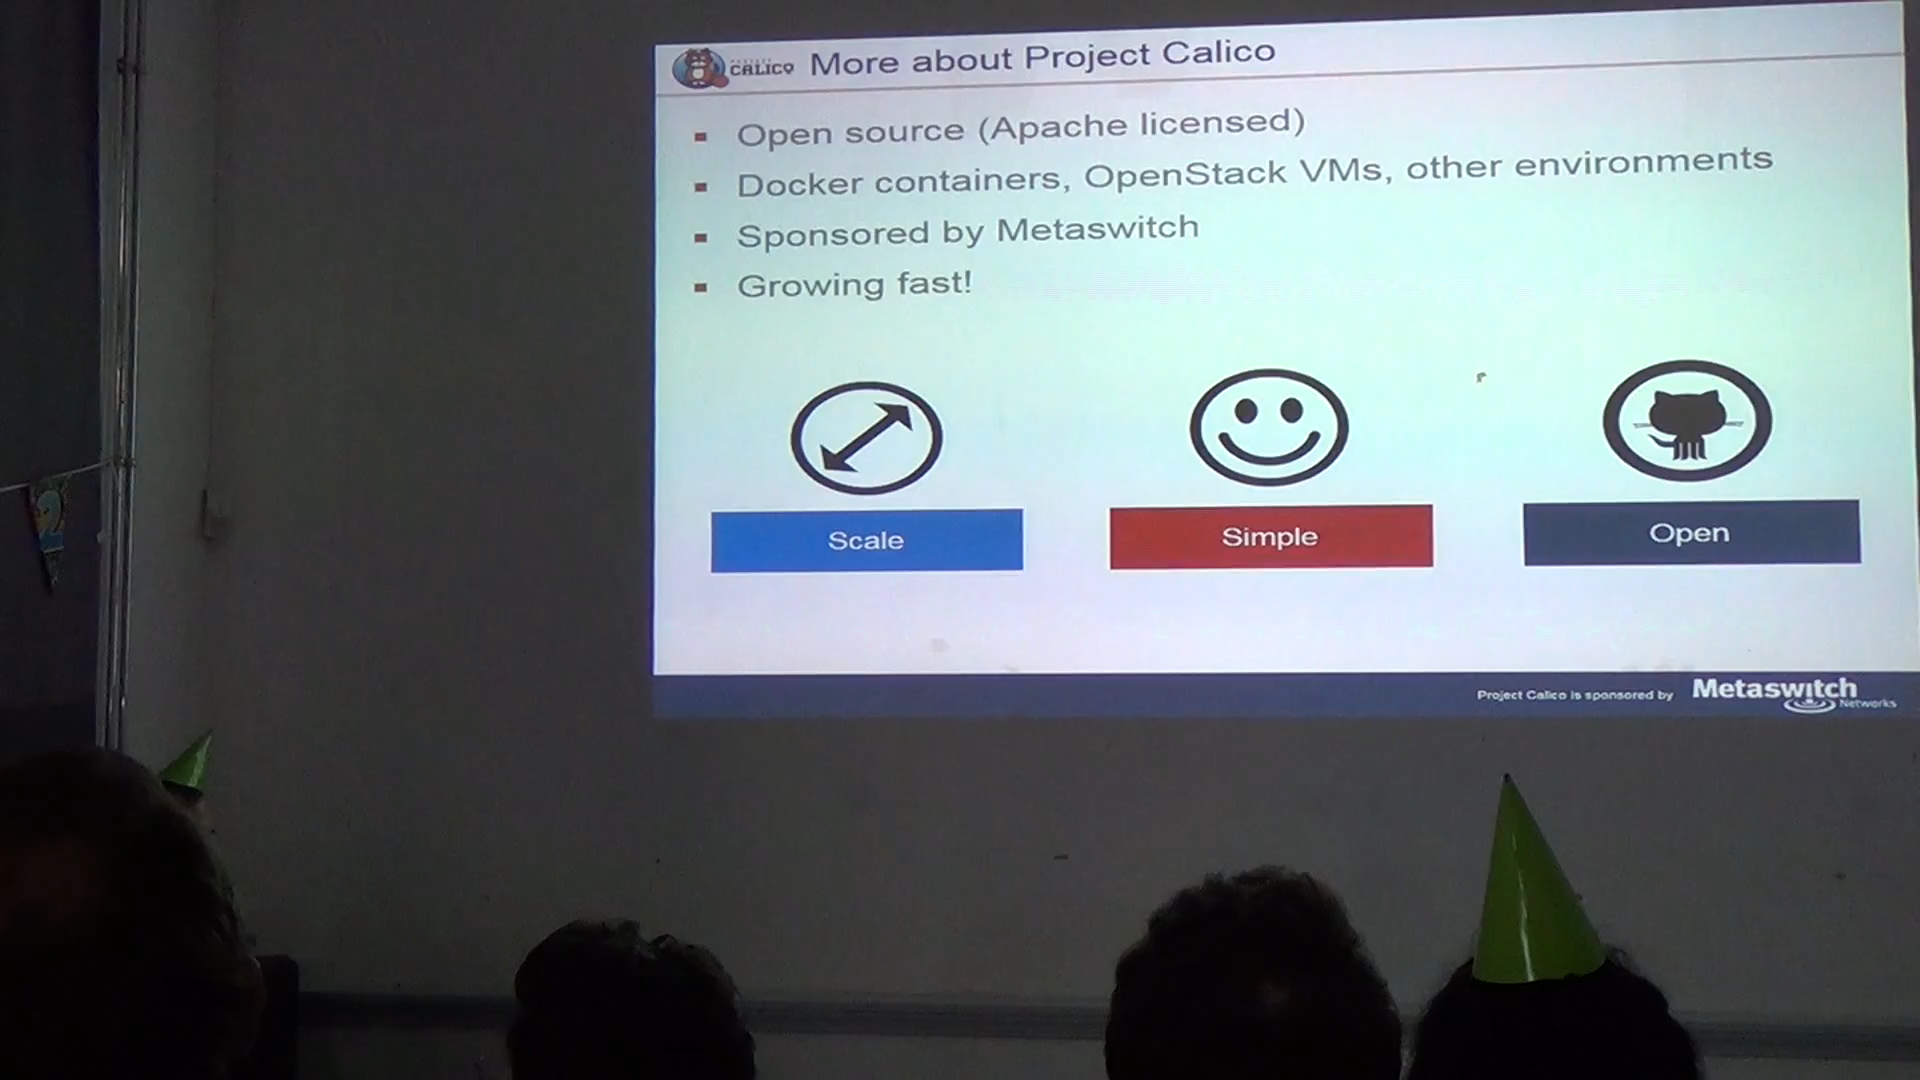 CALICO More about Project Calico
Open source (Apache licensed)
Docker containers, OpenStack VMs, other environments
Sponsored by Metaswitch
Growing fast!
Scale
Simple
Open
Project Calico is sponsored by Metaswitch
Networks